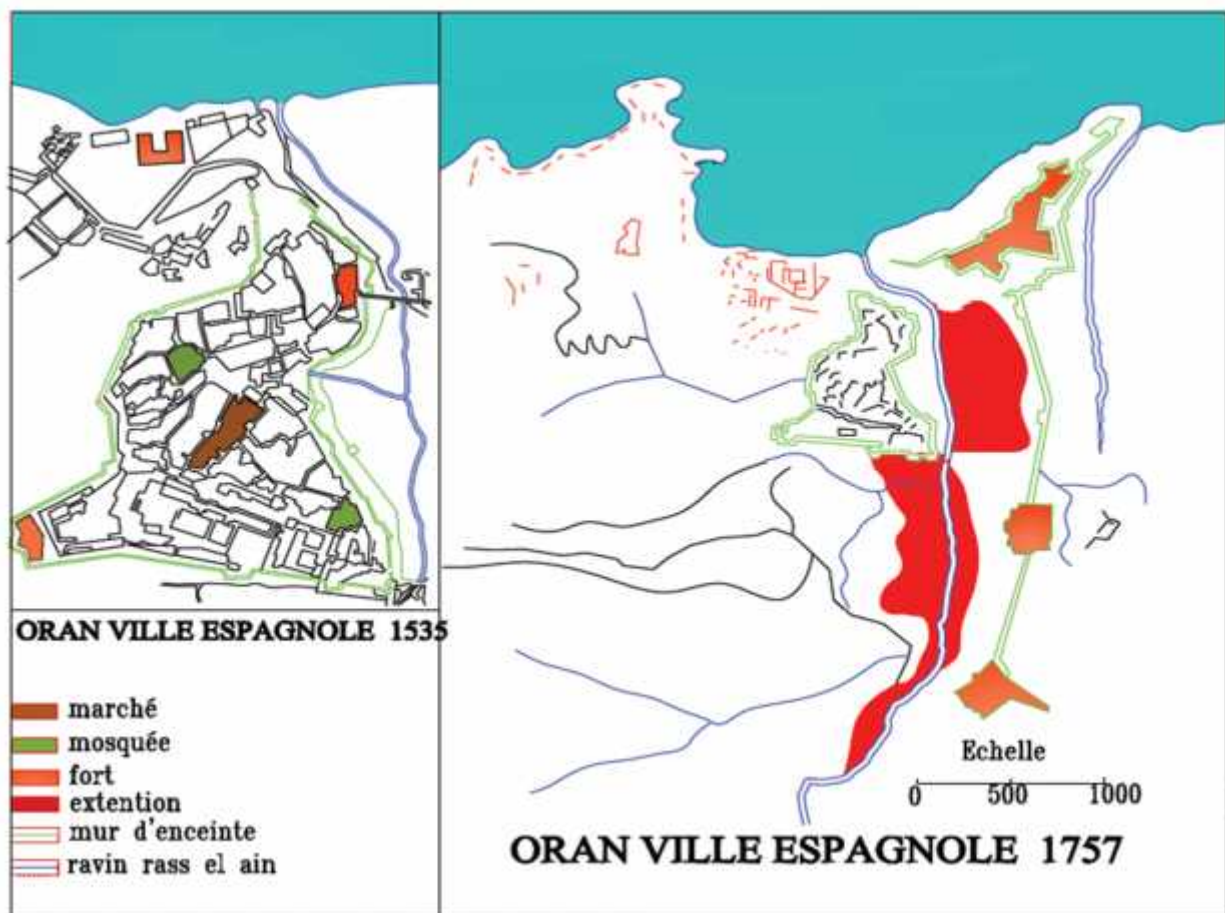 ORAN VILLE ESPAGNOLE 1535
marché
mosquée
fort
extention
mur d'enceinte
ravin rass el ain
Echelle
0 500 1000
ORAN VILLE ESPAGNOLE 1757